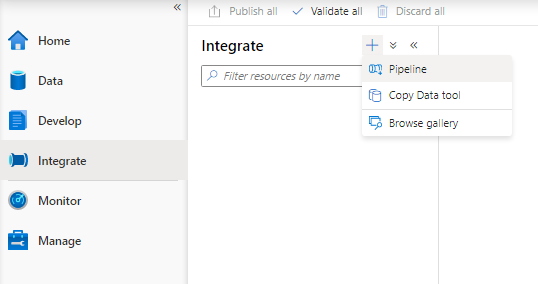 Publish all
Validate all
Discard all
Home
Data
Develop
Integrate
Monitor
Manage
Integrate
Filter resources by name
Pipeline
Copy Data tool
Browse gallery